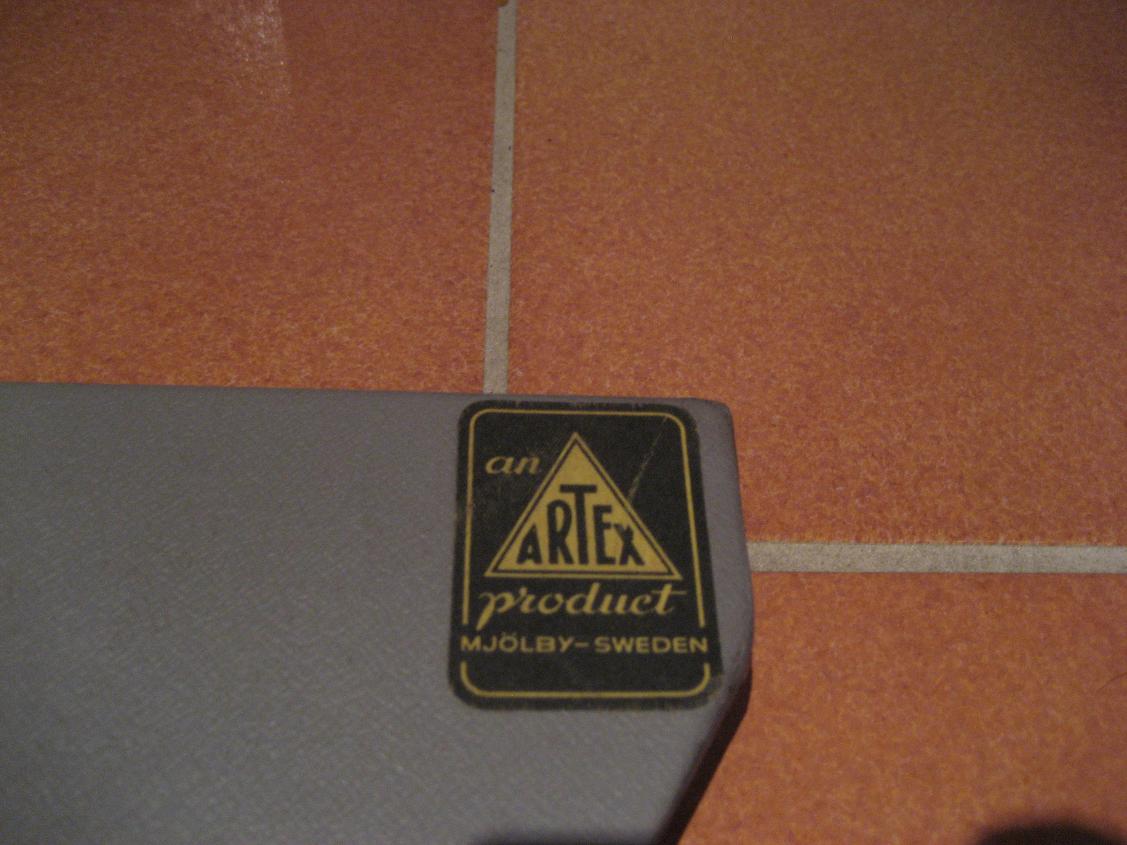 an
ARTEX
product
MJÖLBY-SWEDEN